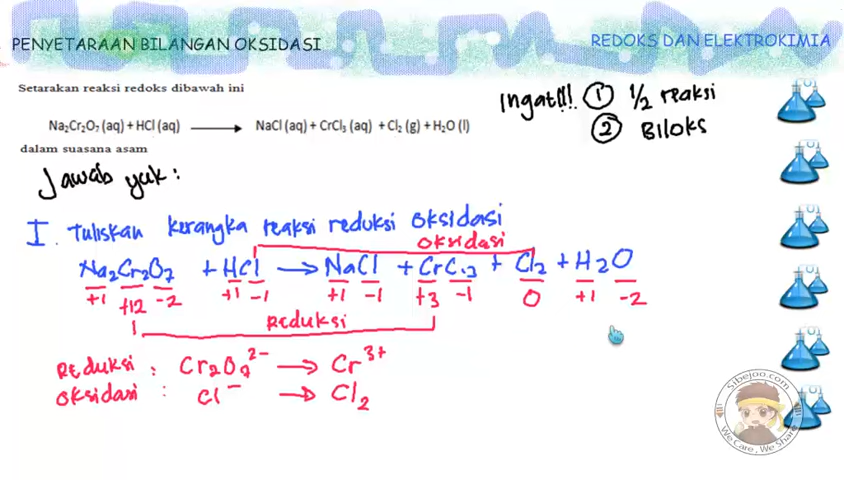 PENYETARAAN BILANGAN OKSIDASI
REDOKS DAN ELEKTROKIMIA
Setarakan reaksi redoks dibawah ini
Na₂Cr₂O₇ (aq) + HCl (aq) ⟶ NaCl (aq) + CrCl₃ (aq) + Cl₂ (g) + H₂O (l)
dalam suasana asam
Ingat!!! ① 1/2 reaksi
② Biloks
Jawab yuk :
I. Tuliskan kerangka reaksi reduksi oksidasi
oksidasi
Na₂Cr₂O₇ + HCl → NaCl + CrCl₃ + Cl₂ + H₂O
+1 +12 -2 +1 -1 +1 -1 +3 -1 0 +1 -2
Reduksi
Reduksi : Cr₂O₇²⁻ → Cr³⁺
Oksidasi : Cl⁻ → Cl₂
Sibejoo.com
We Care, We Share